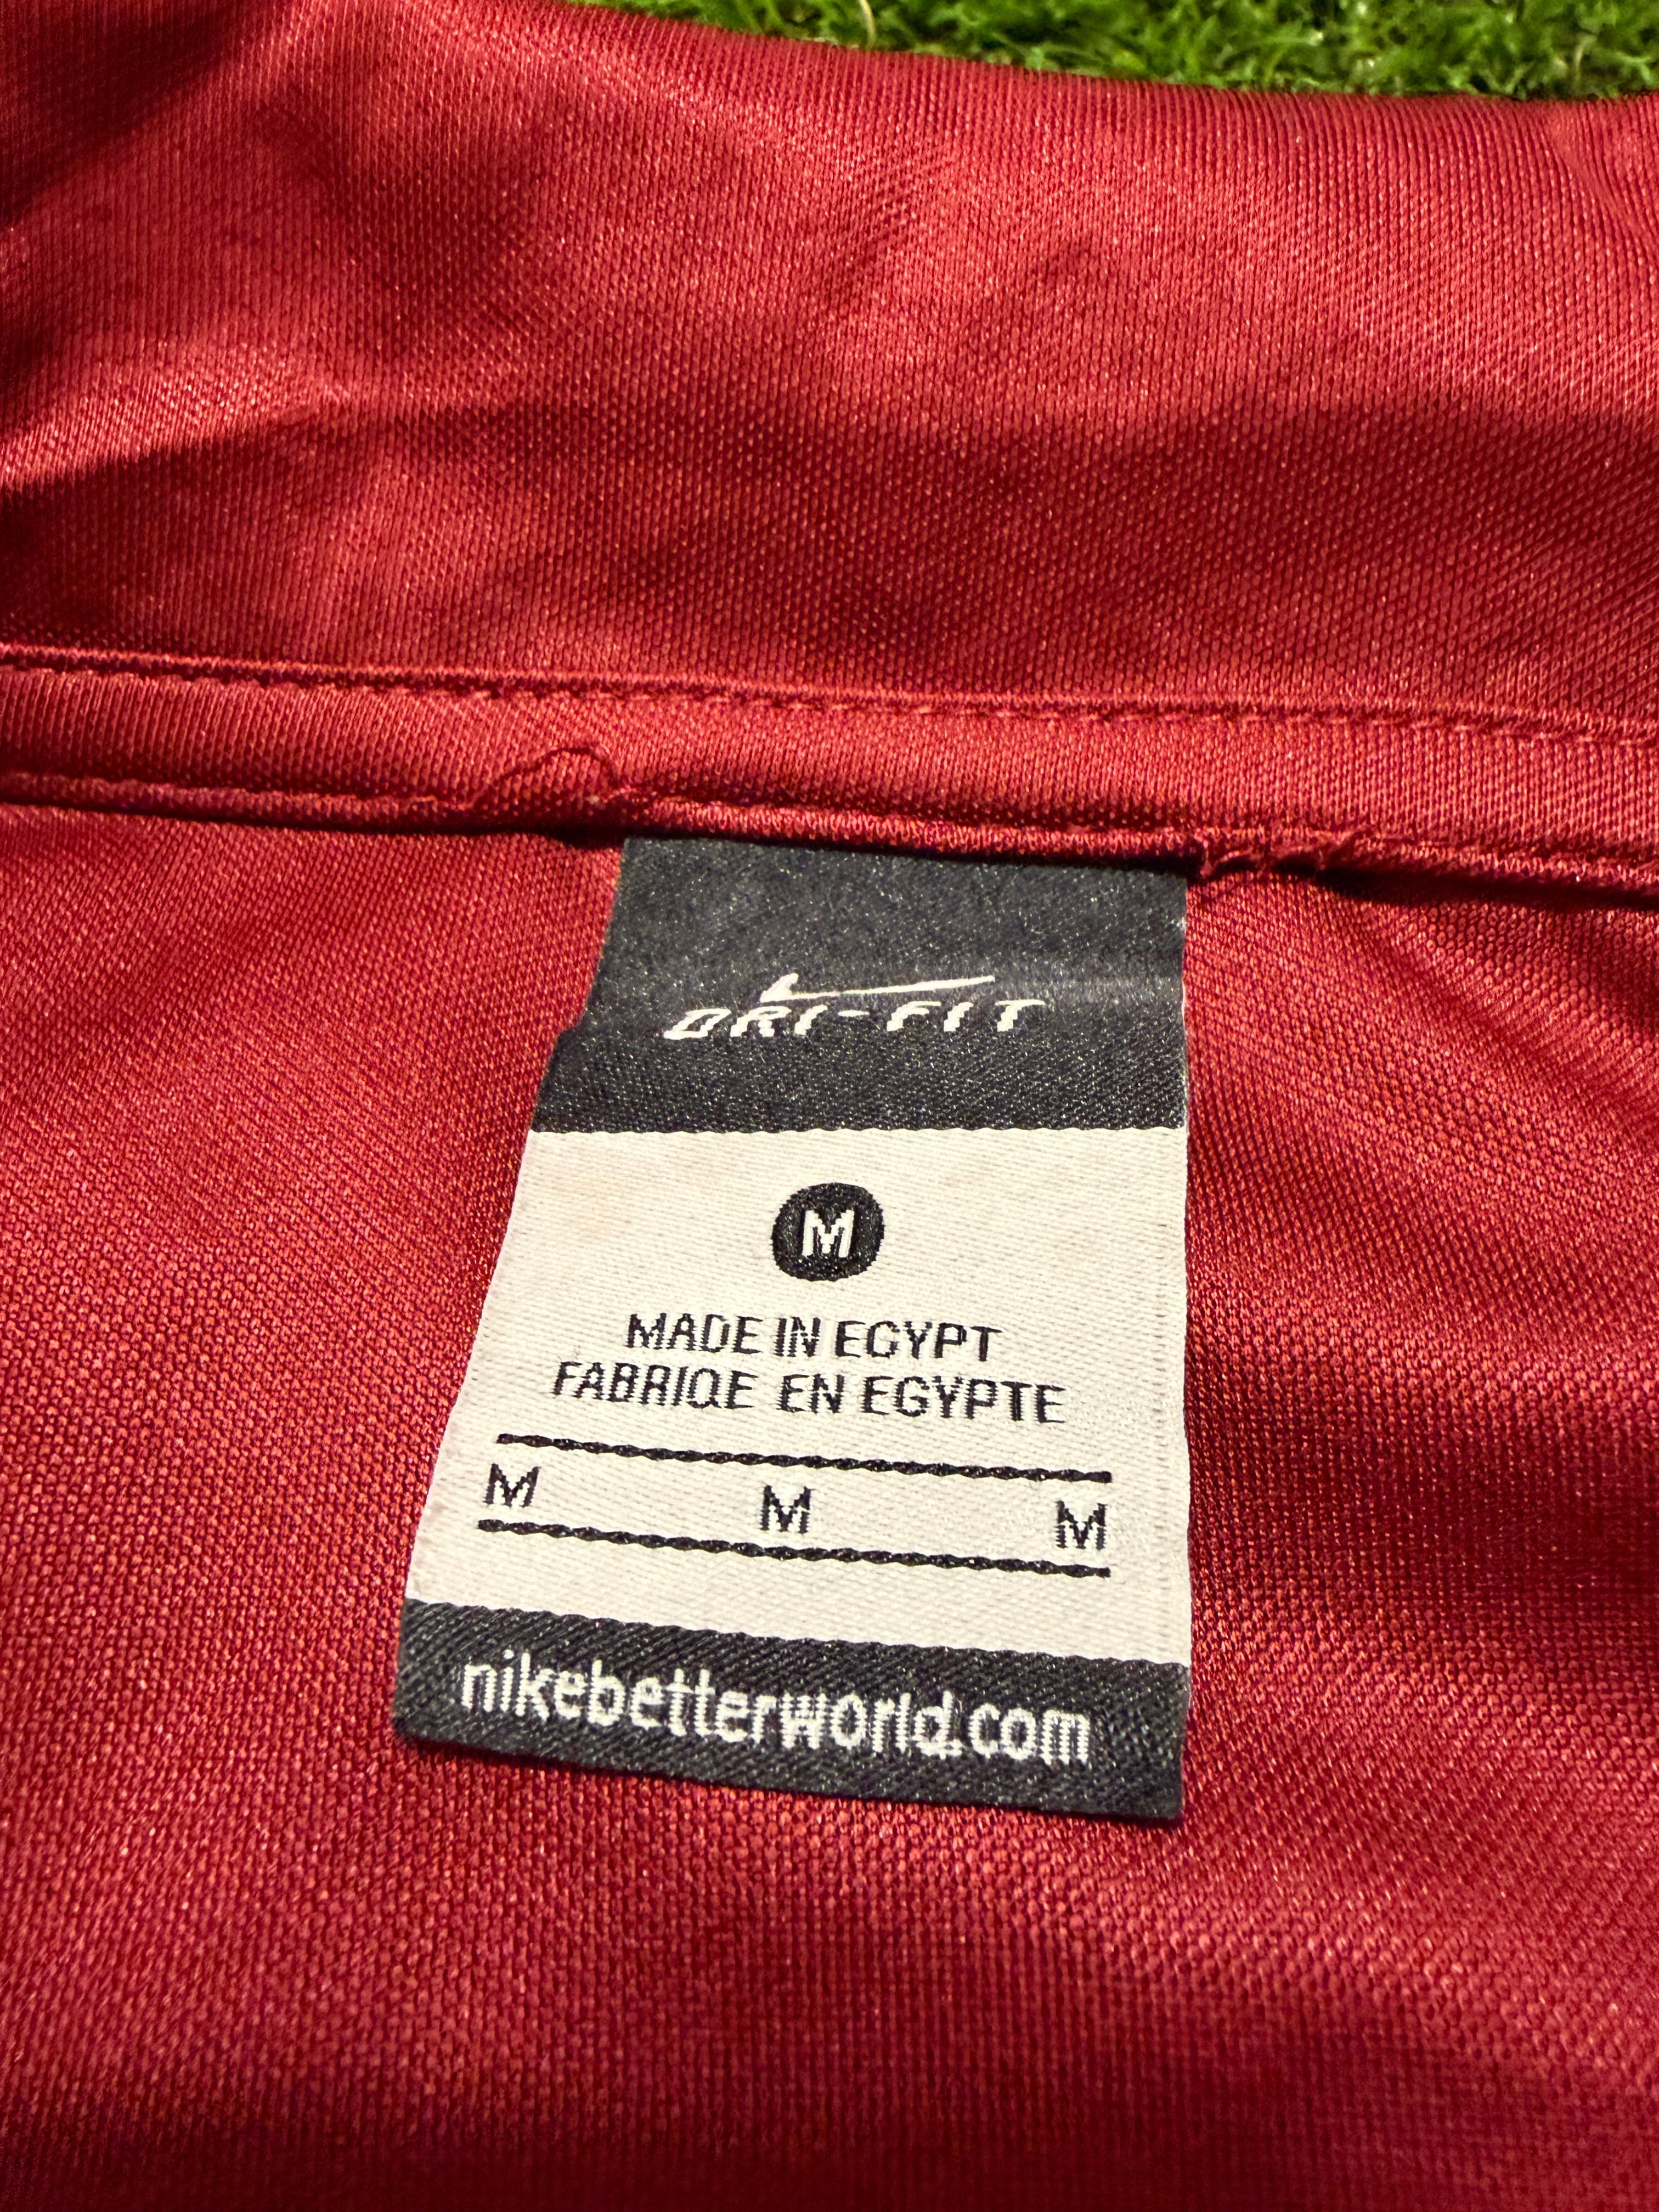 DRI-FIT
M
MADE IN EGYPT
FABRIQE EN EGYPTE
M M M
nikebetterworld.com